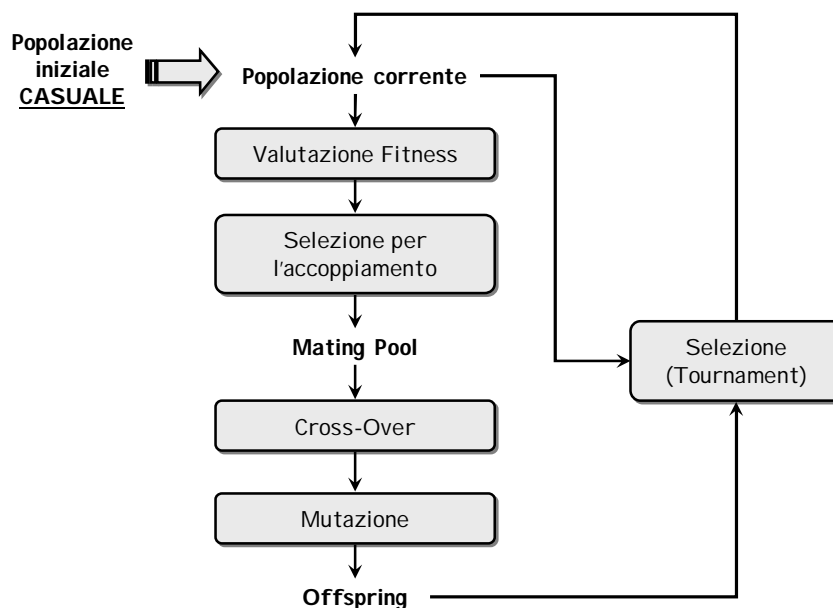 Popolazione
iniziale
CASUALE
Popolazione corrente
Valutazione Fitness
Selezione per
l'accoppiamento
Mating Pool
Cross-Over
Mutazione
Offspring
Selezione
(Tournament)